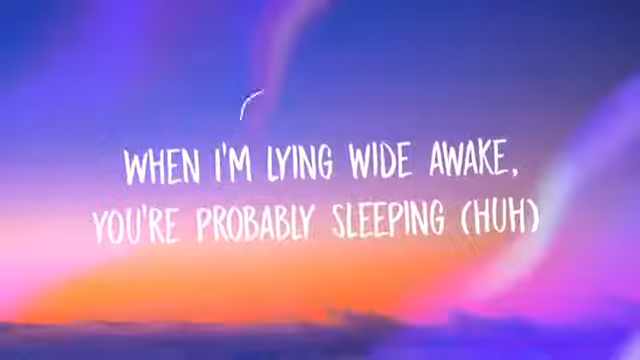 WHEN I'M LYING WIDE AWAKE,
YOU'RE PROBABLY SLEEPING (HUH)